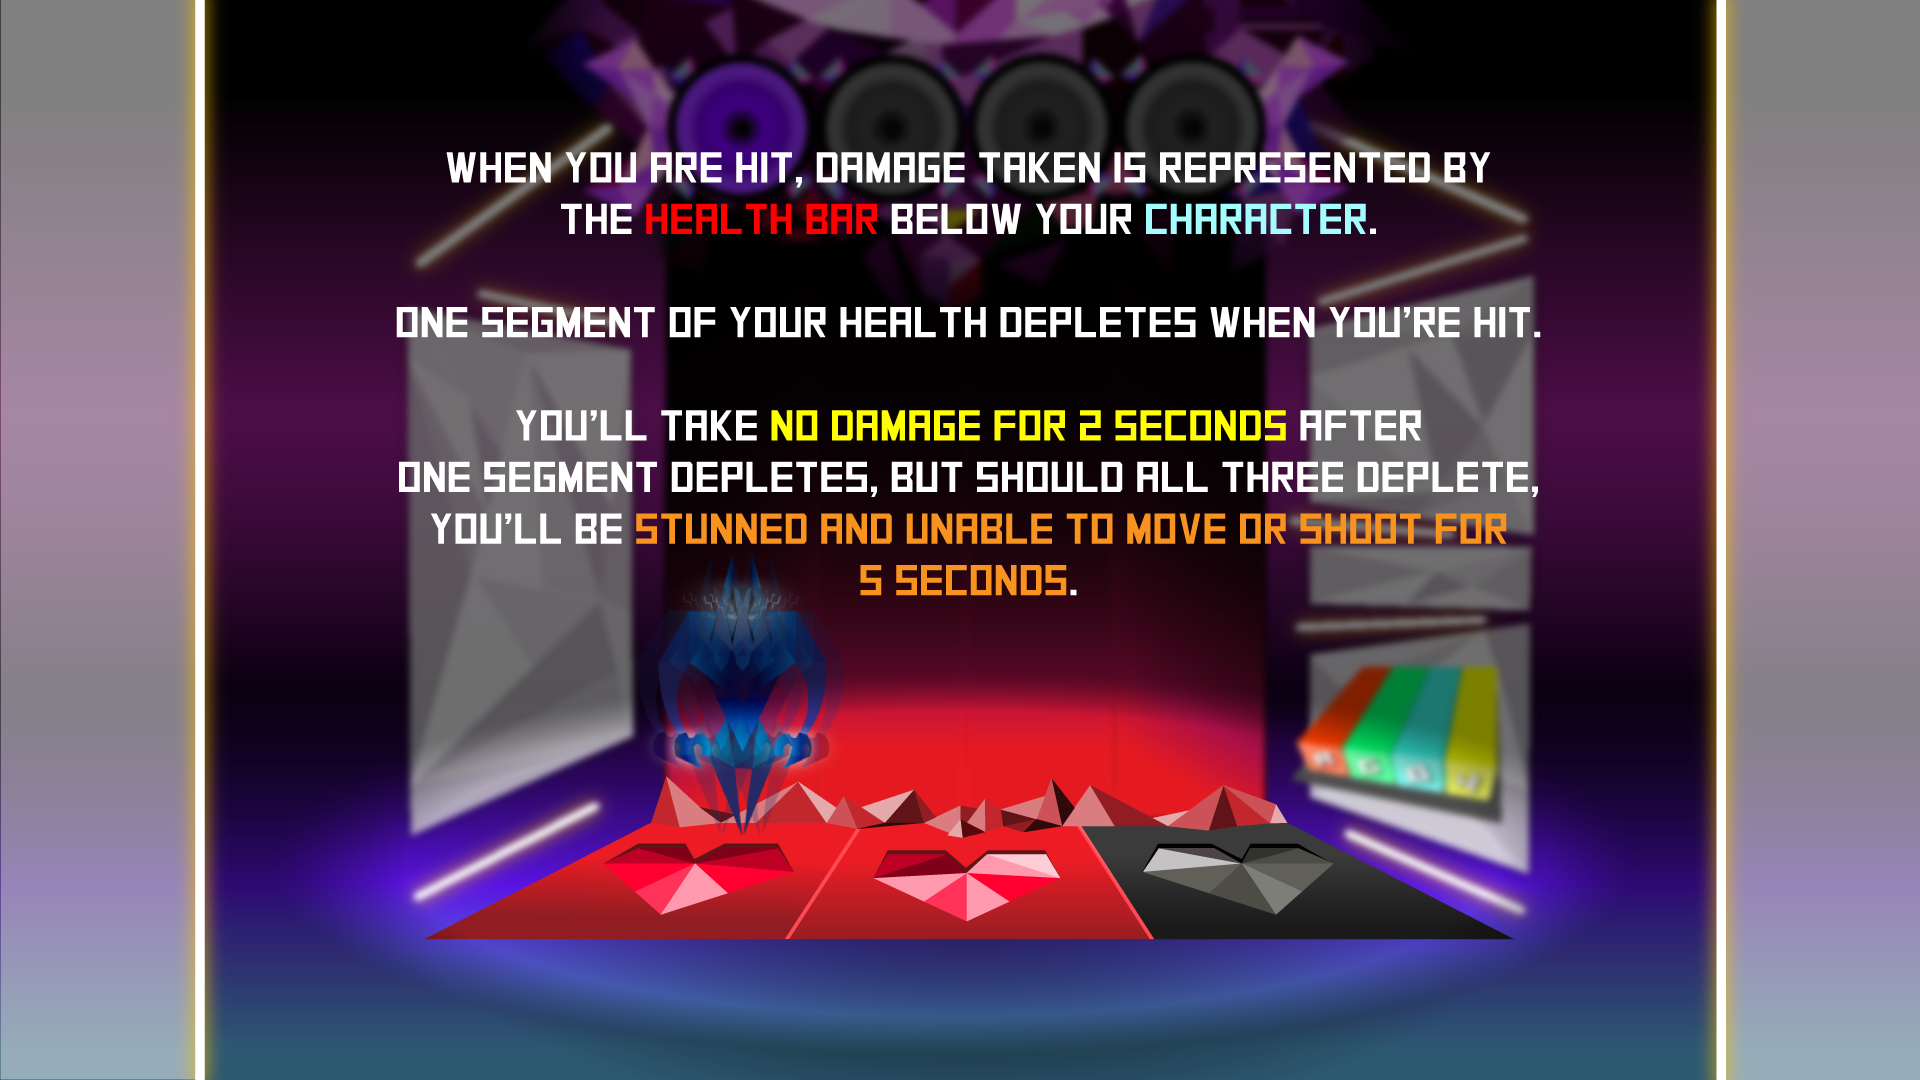 WHEN YOU ARE HIT, DAMAGE TAKEN IS REPRESENTED BY
THE HEALTH BAR BELOW YOUR CHARACTER.
ONE SEGMENT OF YOUR HEALTH DEPLETES WHEN YOU'RE HIT.
YOU'LL TAKE NO DAMAGE FOR 2 SECONDS AFTER
ONE SEGMENT DEPLETES, BUT SHOULD ALL THREE DEPLETE,
YOU'LL BE STUNNED AND UNABLE TO MOVE OR SHOOT FOR
5 SECONDS.